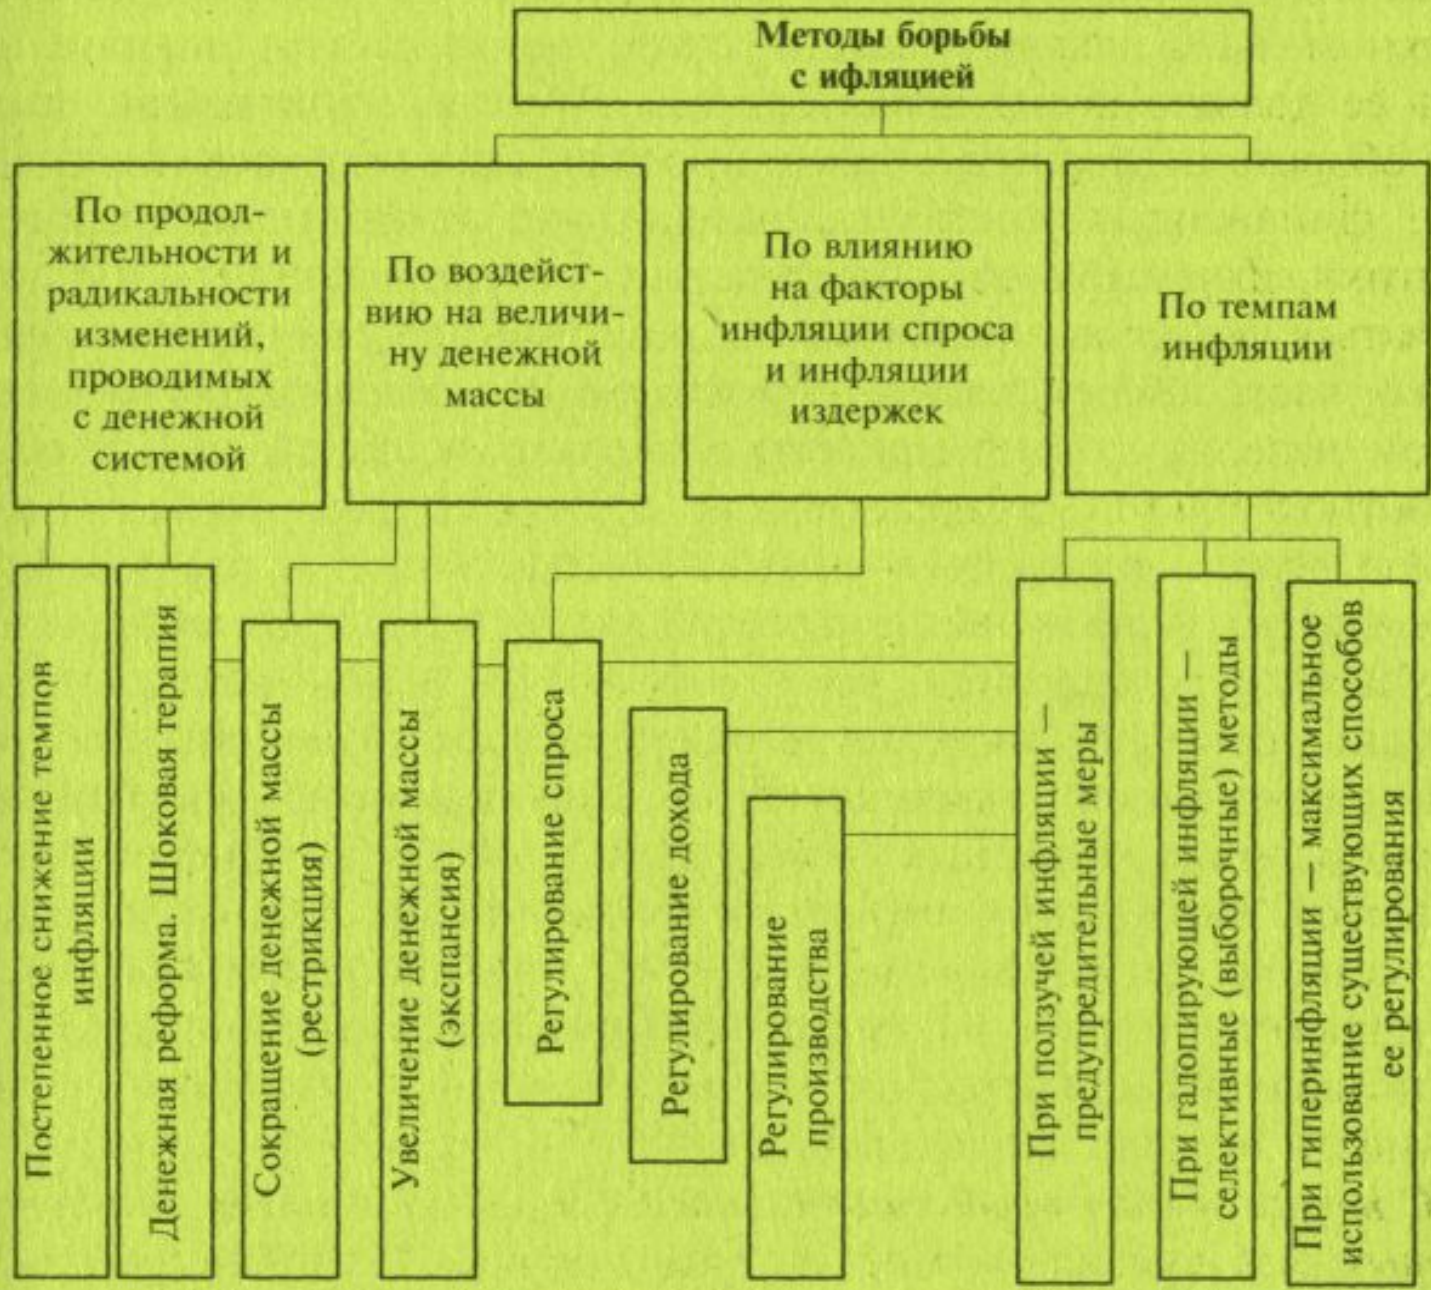 Методы борьбы
с ифляцией
По продол-
жительности и
радикальности
изменений,
проводимых
с денежной
системой
По воздейст-
вию на величи-
ну денежной
массы
По влиянию
на факторы
инфляции спроса
и инфляции
издержек
По темпам
инфляции
Постепенное снижение темпов
инфляции
Денежная реформа. Шоковая терапия
Сокращение денежной массы
(рестрикция)
Увеличение денежной массы
(экспансия)
Регулирование спроса
Регулирование дохода
Регулирование
производства
При ползучей инфляции —
предупредительные меры
При галопирующей инфляции —
селективные (выборочные) методы
При гиперинфляции — максимальное
использование существующих способов
ее регулирования